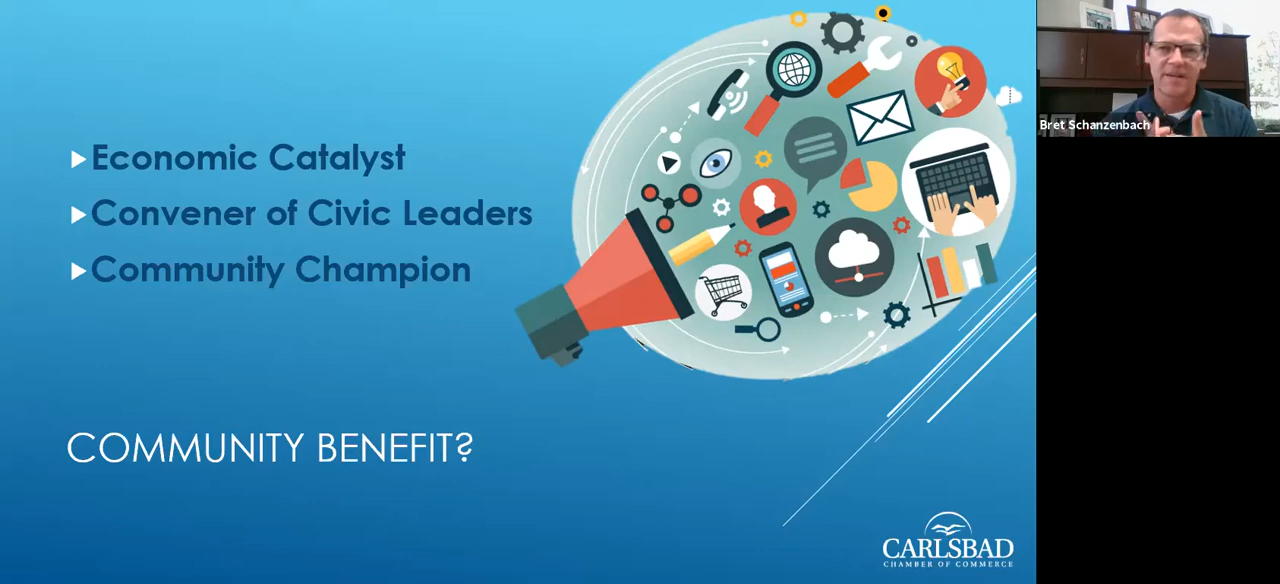 Economic Catalyst
Convener of Civic Leaders
Community Champion
COMMUNITY BENEFIT?
CARLSBAD
CHAMBER OF COMMERCE
Bret Schanzenbach